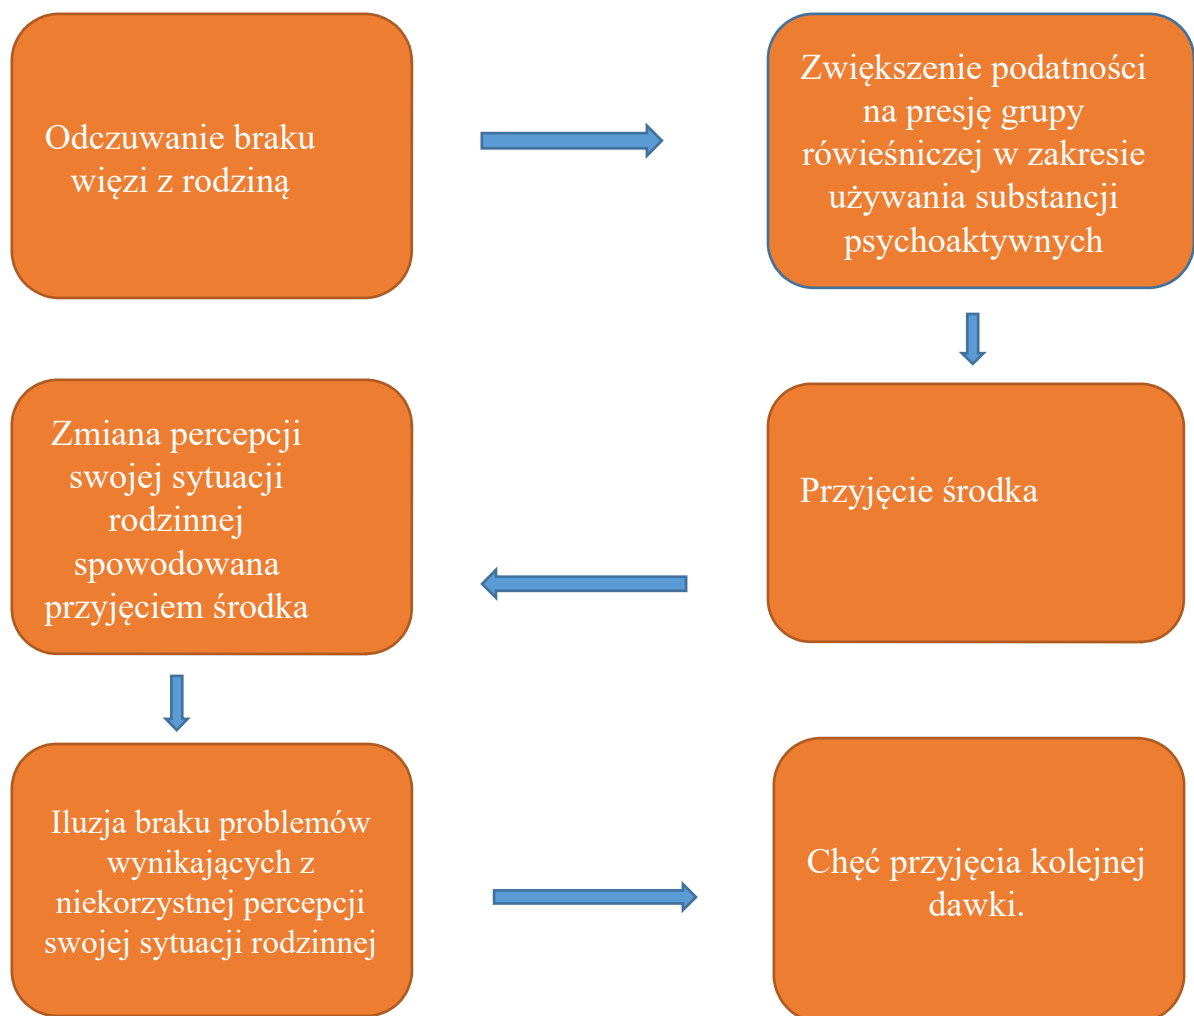 Odczuwanie braku
więzi z rodziną
Zwiększenie podatności
na presję grupy
rówieśniczej w zakresie
używania substancji
psychoaktywnych
Przyjęcie środka
Zmiana percepcji
swojej sytuacji
rodzinnej
spowodowana
przyjęciem środka
Iluzja braku problemów
wynikających z
niekorzystnej percepcji
swojej sytuacji rodzinnej
Chęć przyjęcia kolejnej
dawki.